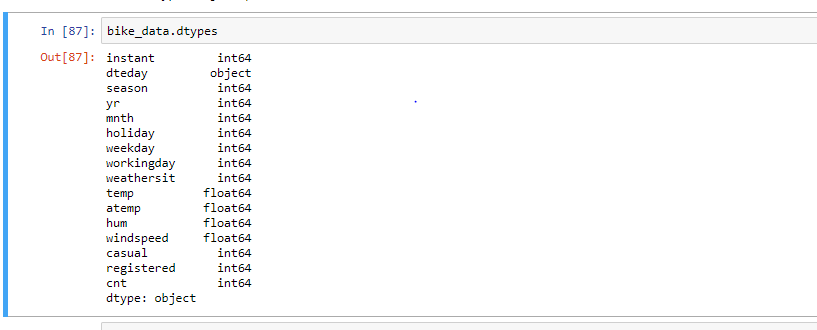 In [87]: bike_data.dtypes
Out[87]: instant int64
dteday object
season int64
yr int64
mnth int64
holiday int64
weekday int64
workingday int64
weathersit int64
temp float64
atemp float64
hum float64
windspeed float64
casual int64
registered int64
cnt int64
dtype: object